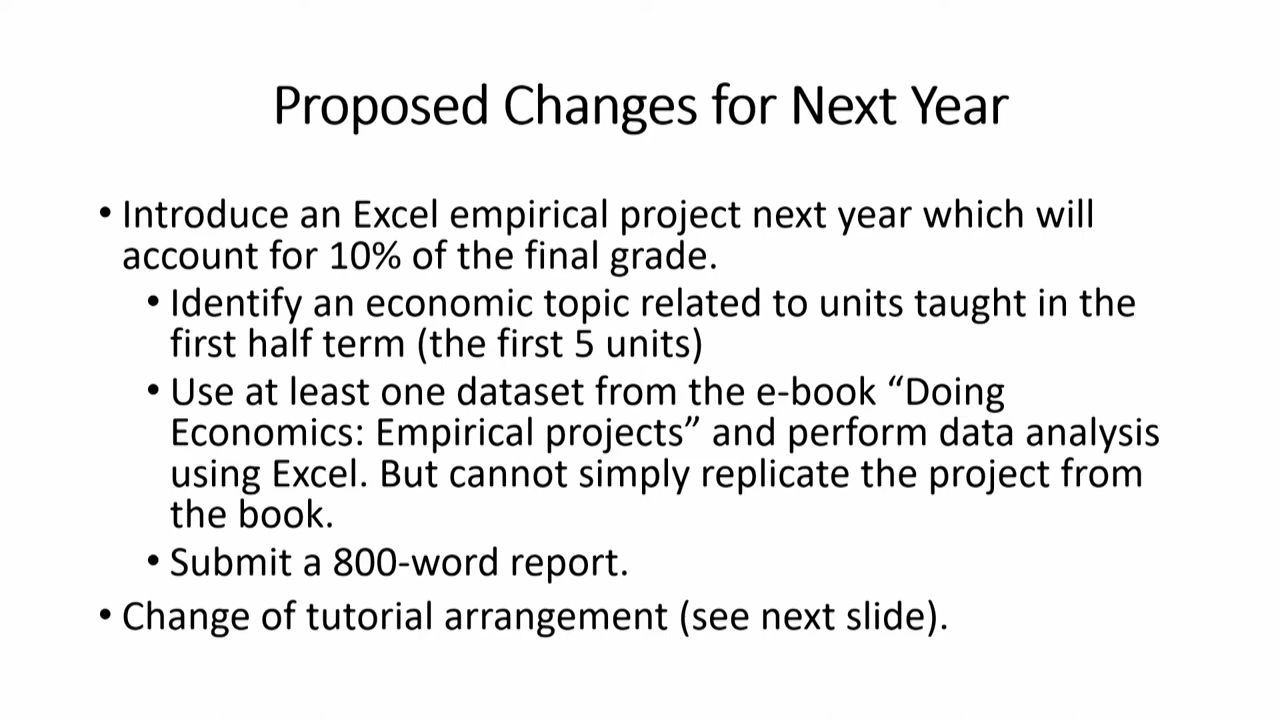 Proposed Changes for Next Year
• Introduce an Excel empirical project next year which will
account for 10% of the final grade.
• Identify an economic topic related to units taught in the
first half term (the first 5 units)
• Use at least one dataset from the e-book “Doing
Economics: Empirical projects” and perform data analysis
using Excel. But cannot simply replicate the project from
the book.
• Submit a 800-word report.
• Change of tutorial arrangement (see next slide).